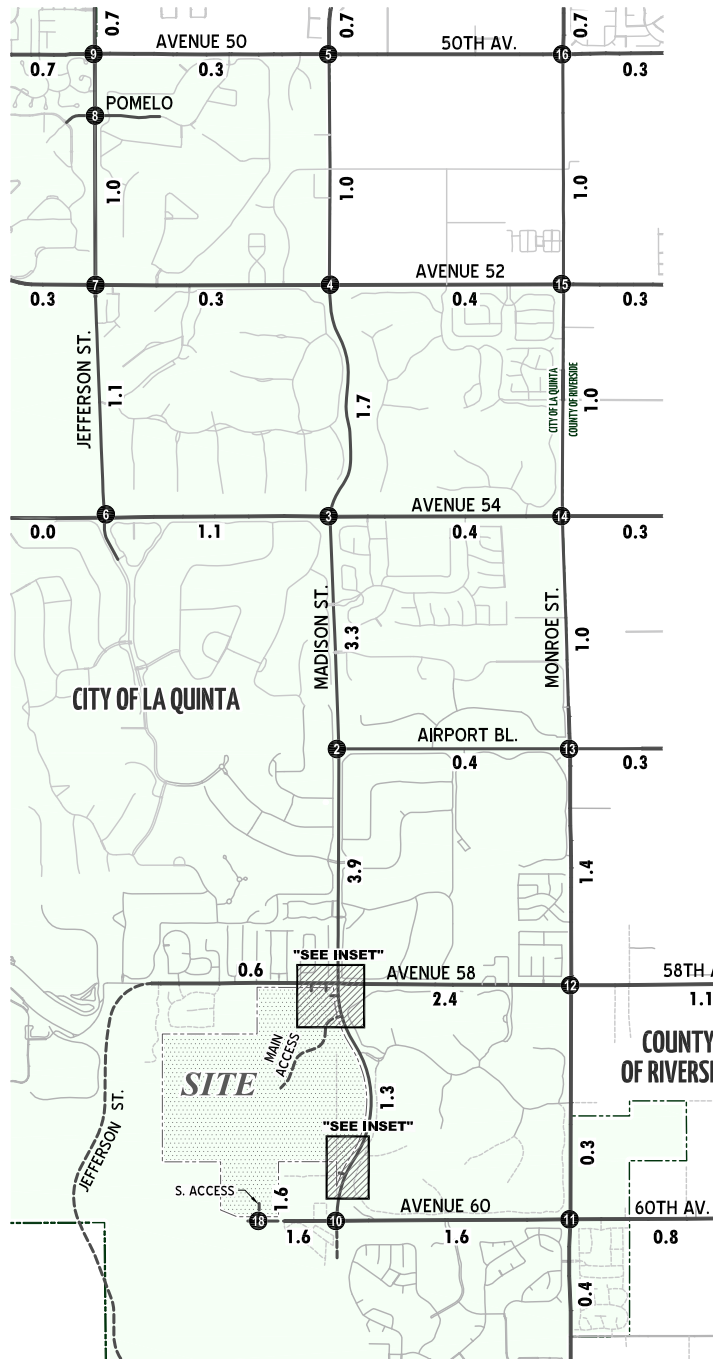 0.7
0.7
0.7
9
AVENUE 50
5
50TH AV.
16
0.7
0.3
0.3
8
POMELO
1.0
1.0
1.0
7
4
AVENUE 52
15
0.3
0.3
0.4
0.3
JEFFERSON ST.
1.1
1.7
CITY OF LA QUINTA
COUNTY OF RIVERSIDE
1.0
6
3
AVENUE 54
14
0.0
1.1
0.4
0.3
MADISON ST.
3.3
MONROE ST.
1.0
CITY OF LA QUINTA
2
AIRPORT BL.
13
0.4
0.3
3.9
1.4
"SEE INSET"
0.6
AVENUE 58
12
58TH A
2.4
1.1
MAIN
ACCESS
COUNTY
OF RIVERSI
SITE
1.3
JEFFERSON ST.
"SEE INSET"
0.3
S. ACCESS
1.6
18
10
AVENUE 60
11
60TH AV.
1.6
1.6
0.8
0.4